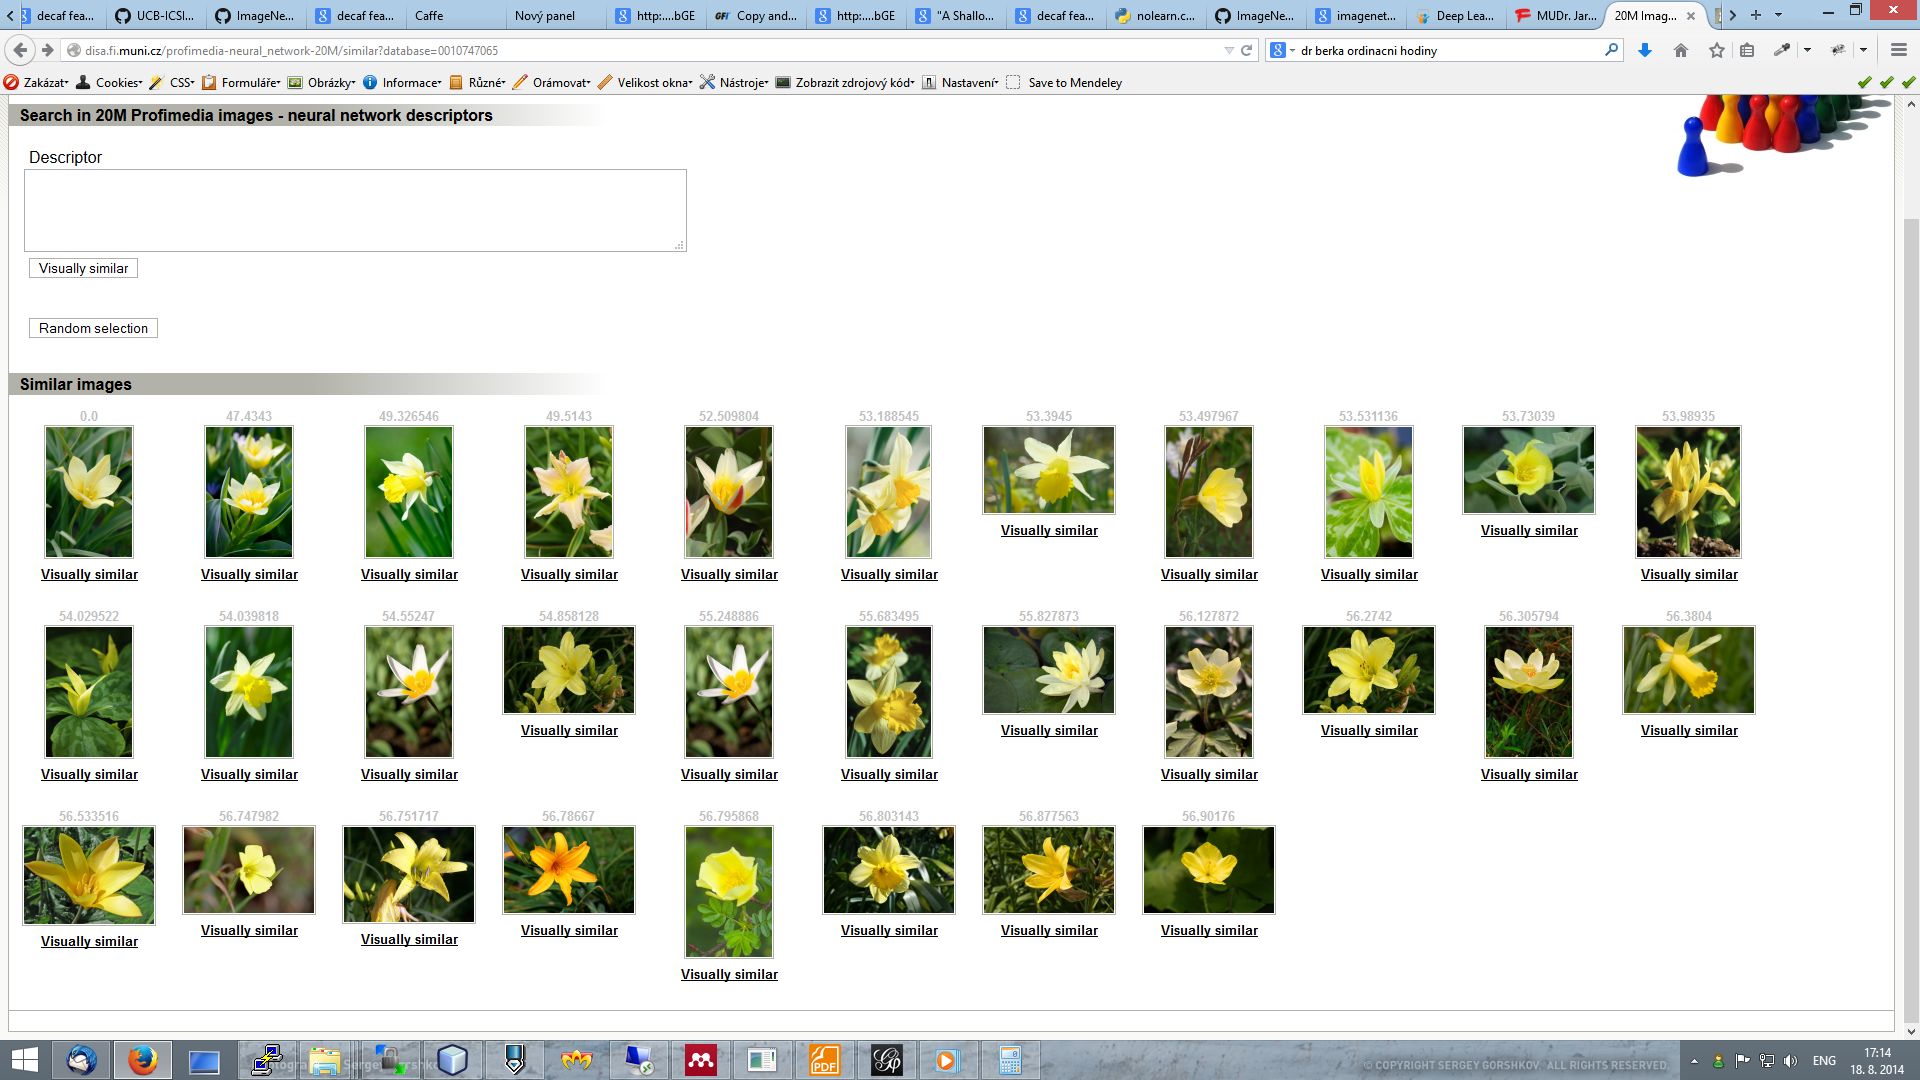 decaf fea... UCB-ICSI... ImageNe... decaf fea... Caffe Nový panel http:....bGE Copy and... http:....bGE "A Shallo... decaf fea... nolearn.c... ImageNe... imagenet... Deep Lea... MUDr. Jar... 20M Imag...
disa.fi.muni.cz/profimedia-neural_network-20M/similar?database=0010747065 dr berka ordinacni hodiny
Zakázat Cookies CSS Formuláře Obrázky Informace Různé Orámovat Velikost okna Nástroje Zobrazit zdrojový kód Nastavení Save to Mendeley
Search in 20M Profimedia images - neural network descriptors
Descriptor
Visually similar
Random selection
Similar images
0.0 47.4343 49.326546 49.5143 52.509804 53.188545 53.3945 53.497967 53.531136 53.73039 53.98935
Visually similar Visually similar
Visually similar Visually similar Visually similar Visually similar Visually similar Visually similar Visually similar Visually similar Visually similar
54.029522 54.039818 54.55247 54.858128 55.248886 55.683495 55.827873 56.127872 56.2742 56.305794 56.3804
Visually similar Visually similar Visually similar Visually similar
Visually similar Visually similar Visually similar Visually similar Visually similar Visually similar Visually similar
56.533516 56.747982 56.751717 56.78667 56.795868 56.803143 56.877563 56.90176
Visually similar Visually similar Visually similar Visually similar Visually similar
Visually similar Visually similar
Visually similar
PDF
© COPYRIGHT SERGEY GORSHKOV. ALL RIGHTS RESERVED.
ENG
17:14
18. 8. 2014